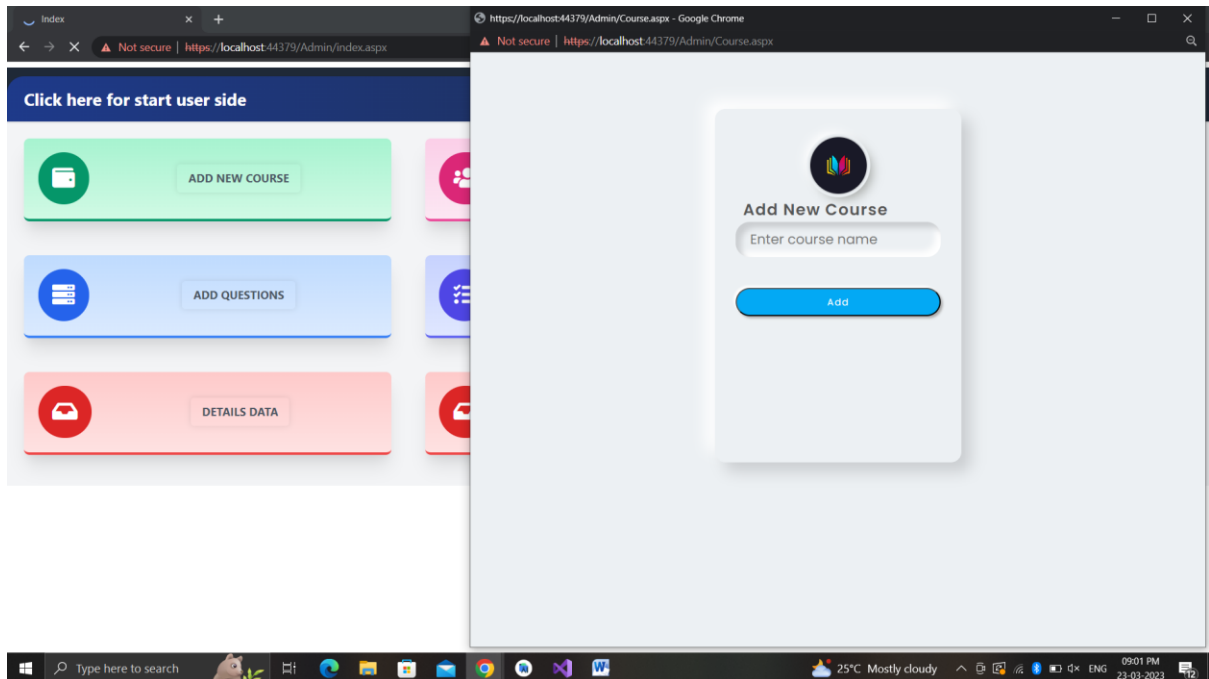 Index
https://localhost:44379/Admin/Course.aspx - Google Chrome
Not secure | https://localhost:44379/Admin/index.aspx
Not secure | https://localhost:44379/Admin/Course.aspx
Click here for start user side
ADD NEW COURSE
ADD QUESTIONS
DETAILS DATA
Add New Course
Enter course name
Add
Type here to search
W
25°C Mostly cloudy
ENG
09:01 PM
23-03-2023
12